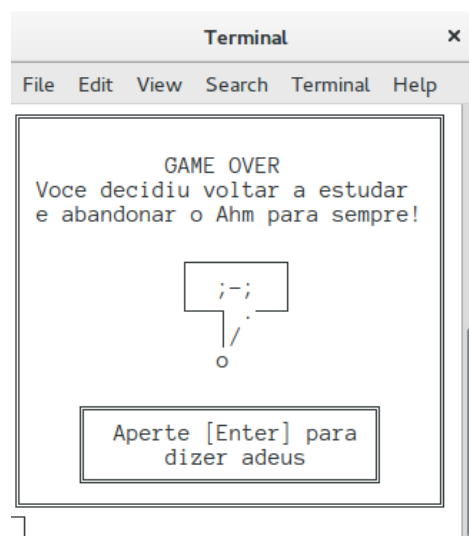 Terminal ×
File Edit View Search Terminal Help
GAME OVER
Voce decidiu voltar a estudar
e abandonar o Ahm para sempre!
;-;
.
/
o
Aperte [Enter] para
dizer adeus